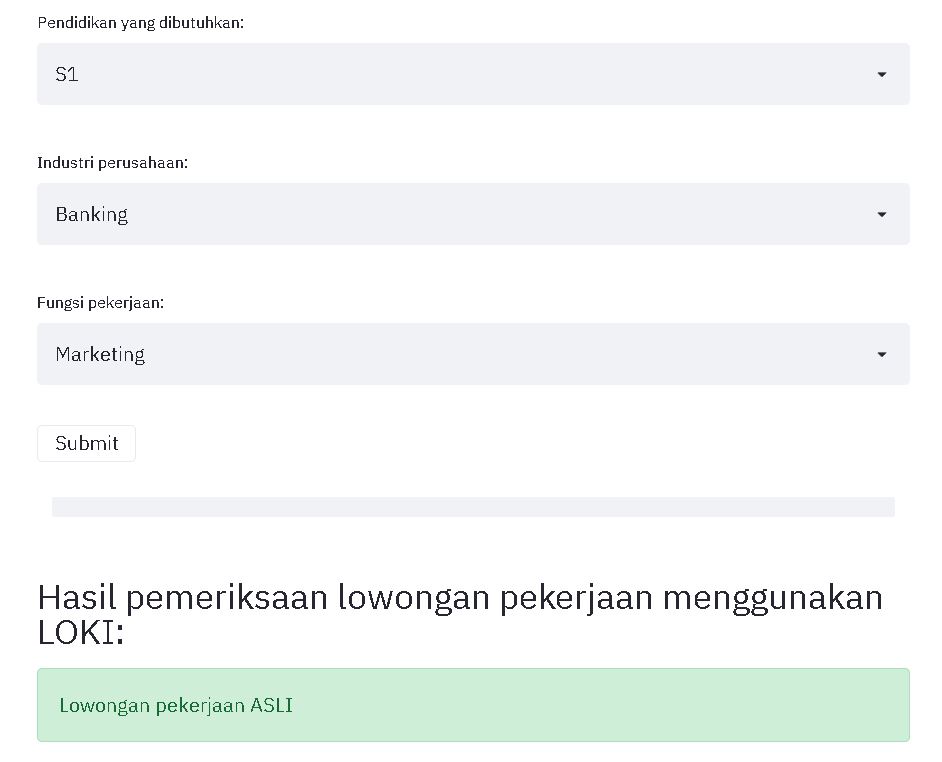 Pendidikan yang dibutuhkan:
S1
Industri perusahaan:
Banking
Fungsi pekerjaan:
Marketing
Submit
Hasil pemeriksaan lowongan pekerjaan menggunakan
LOKI:
Lowongan pekerjaan ASLI